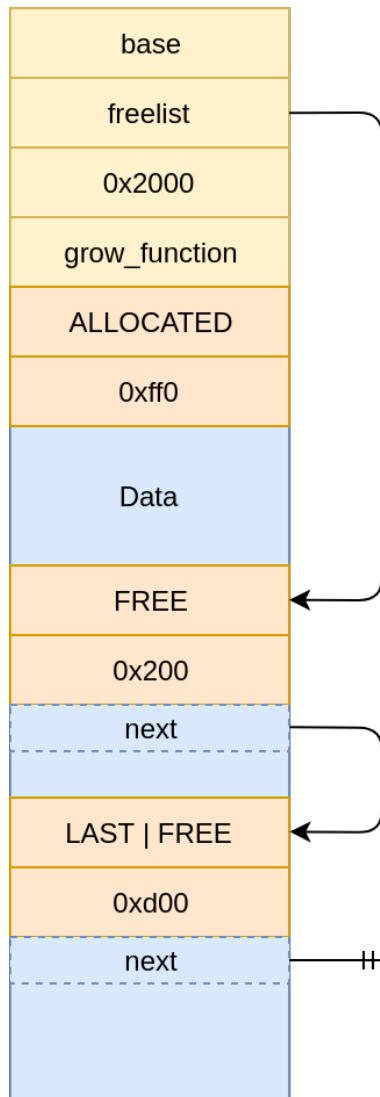 base
freelist
0x2000
grow_function
ALLOCATED
0xff0
Data
FREE
0x200
next
LAST | FREE
0xd00
next